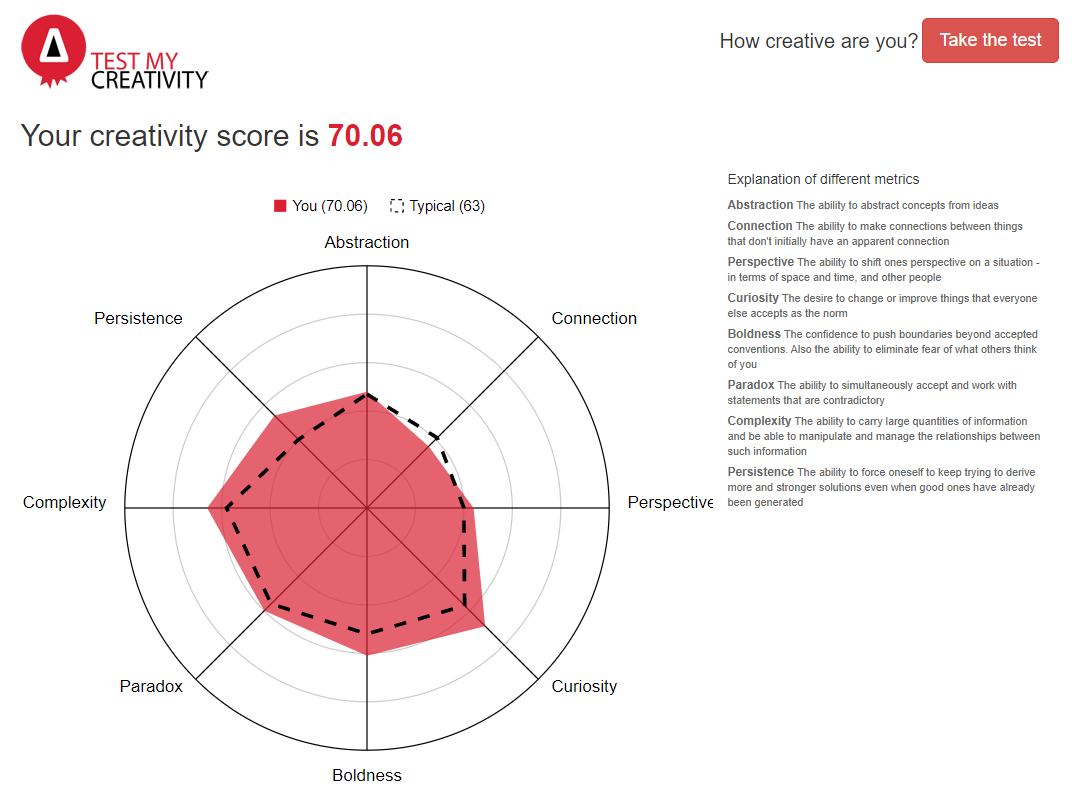 TEST MY
CREATIVITY
How creative are you?
Take the test
Your creativity score is 70.06
You (70.06)
Typical (63)
Abstraction
Connection
Perspective
Curiosity
Boldness
Paradox
Complexity
Persistence
Explanation of different metrics
Abstraction The ability to abstract concepts from ideas
Connection The ability to make connections between things
that don't initially have an apparent connection
Perspective The ability to shift ones perspective on a situation -
in terms of space and time, and other people
Curiosity The desire to change or improve things that everyone
else accepts as the norm
Boldness The confidence to push boundaries beyond accepted
conventions. Also the ability to eliminate fear of what others think
of you
Paradox The ability to simultaneously accept and work with
statements that are contradictory
Complexity The ability to carry large quantities of information
and be able to manipulate and manage the relationships between
such information
Persistence The ability to force oneself to keep trying to derive
more and stronger solutions even when good ones have already
been generated